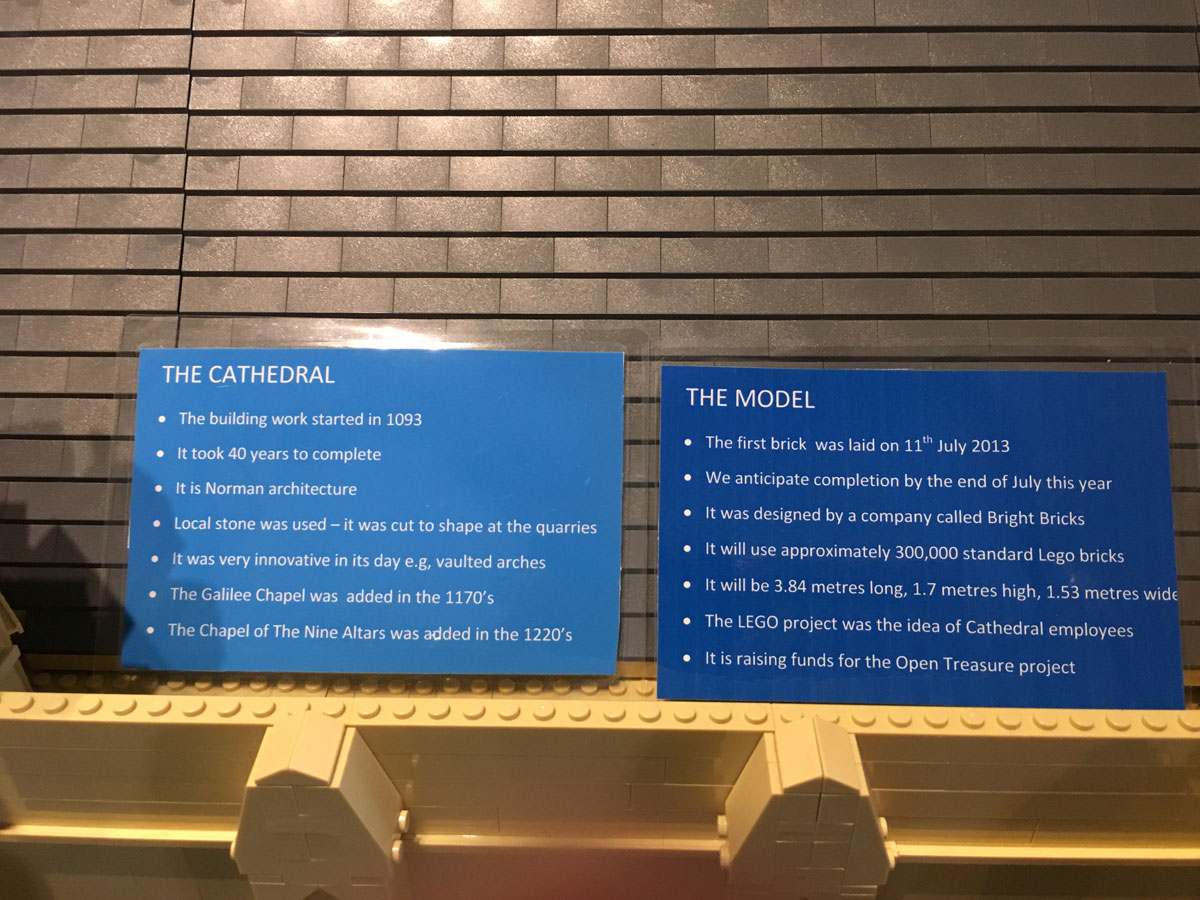 THE CATHEDRAL
• The building work started in 1093
• It took 40 years to complete
• It is Norman architecture
• Local stone was used – it was cut to shape at the quarries
• It was very innovative in its day e.g, vaulted arches
• The Galilee Chapel was added in the 1170's
• The Chapel of The Nine Altars was added in the 1220's
THE MODEL
• The first brick was laid on 11th July 2013
• We anticipate completion by the end of July this year
• It was designed by a company called Bright Bricks
• It will use approximately 300,000 standard Lego bricks
• It will be 3.84 metres long, 1.7 metres high, 1.53 metres wide
• The LEGO project was the idea of Cathedral employees
• It is raising funds for the Open Treasure project